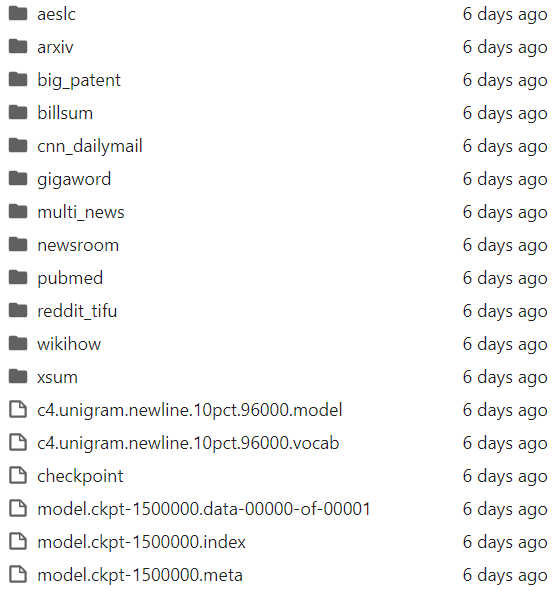 aeslc 6 days ago
arxiv 6 days ago
big_patent 6 days ago
billsum 6 days ago
cnn_dailymail 6 days ago
gigaword 6 days ago
multi_news 6 days ago
newsroom 6 days ago
pubmed 6 days ago
reddit_tifu 6 days ago
wikihow 6 days ago
xsum 6 days ago
c4.unigram.newline.10pct.96000.model 6 days ago
c4.unigram.newline.10pct.96000.vocab 6 days ago
checkpoint 6 days ago
model.ckpt-1500000.data-00000-of-00001 6 days ago
model.ckpt-1500000.index 6 days ago
model.ckpt-1500000.meta 6 days ago